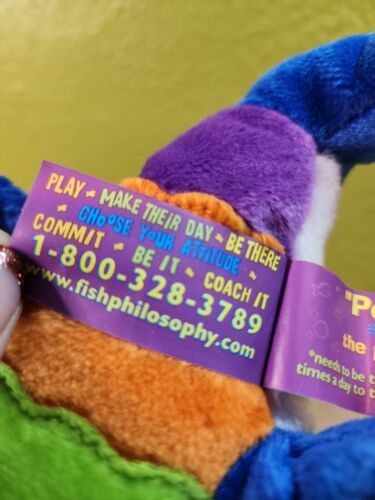 PLAY ~ MAKE THEIR DAY ~ BE THERE
~ CHOOSE YOUR ATTITUDE ~
COMMIT ~ BE IT ~ COACH IT
1-800-328-3789
www.fishphilosophy.com
"Pe
the
*needs to be t
times a day to t